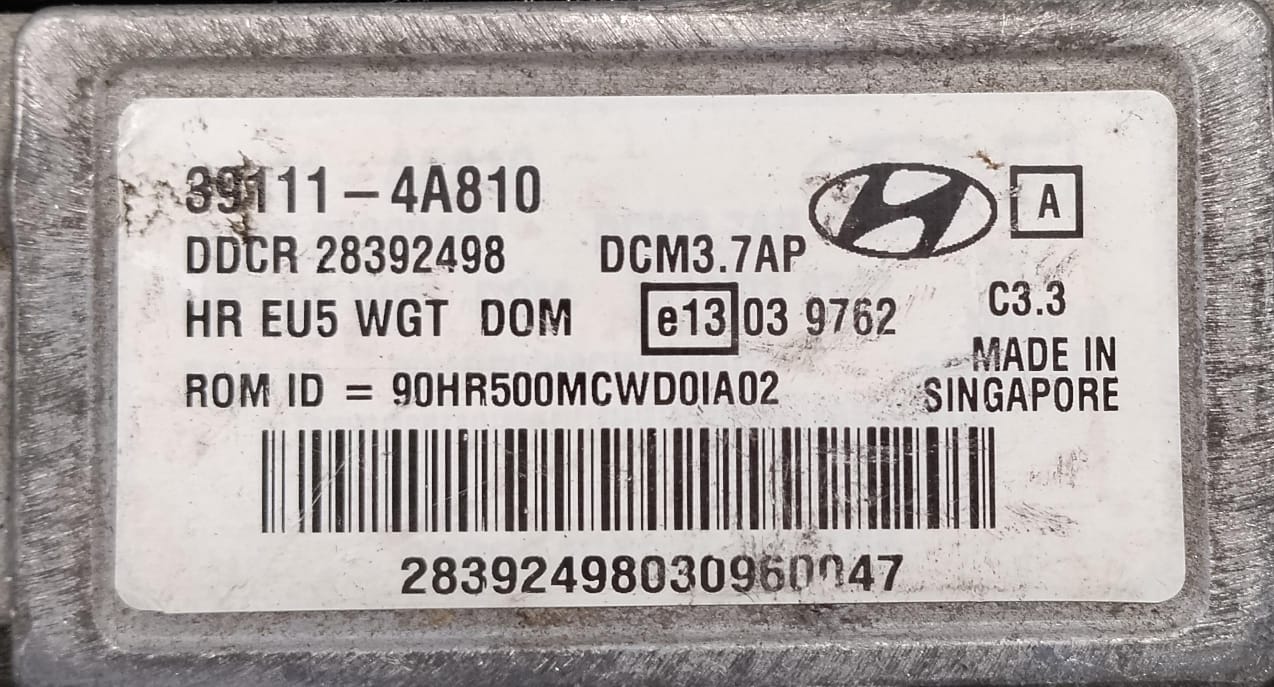 39111-4A810
A
DDCR 28392498 DCM3.7AP
HR EU5 WGT DOM e13 03 9762 C3.3
MADE IN
ROM ID = 90HR500MCWD0IA02 SINGAPORE
28392498030960047